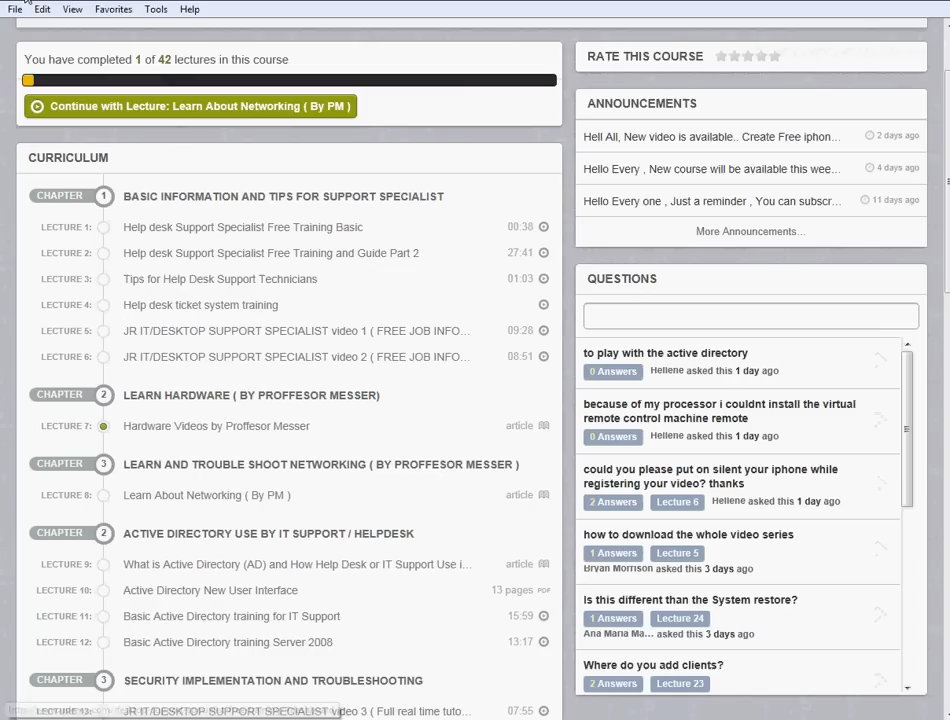 File Edit View Favorites Tools Help
You have completed 1 of 42 lectures in this course
Continue with Lecture: Learn About Networking ( By PM )
CURRICULUM
CHAPTER 1 BASIC INFORMATION AND TIPS FOR SUPPORT SPECIALIST
LECTURE 1: Help desk Support Specialist Free Training Basic 00:38
LECTURE 2: Help desk Support Specialist Free Training and Guide Part 2 27:41
LECTURE 3: Tips for Help Desk Support Technicians 01:03
LECTURE 4: Help desk ticket system training
LECTURE 5: JR IT/DESKTOP SUPPORT SPECIALIST video 1 ( FREE JOB INFO... 09:28
LECTURE 6: JR IT/DESKTOP SUPPORT SPECIALIST video 2 ( FREE JOB INFO... 08:51
CHAPTER 2 LEARN HARDWARE ( BY PROFFESOR MESSER)
LECTURE 7: Hardware Videos by Proffesor Messer article
CHAPTER 3 LEARN AND TROUBLE SHOOT NETWORKING ( BY PROFFESOR MESSER )
LECTURE 8: Learn About Networking ( By PM ) article
CHAPTER 2 ACTIVE DIRECTORY USE BY IT SUPPORT / HELPDESK
LECTURE 9: What is Active Directory (AD) and How Help Desk or IT Support Use i... article
LECTURE 10: Active Directory New User Interface 13 pages PDF
LECTURE 11: Basic Active Directory training for IT Support 15:59
LECTURE 12: Basic Active Directory training Server 2008 13:17
CHAPTER 3 SECURITY IMPLEMENTATION AND TROUBLESHOOTING
LECTURE 13: JR IT/DESKTOP SUPPORT SPECIALIST video 3 ( Full real time tuto... 07:55
RATE THIS COURSE
ANNOUNCEMENTS
Hell All, New video is available.. Create Free iphon... 2 days ago
Hello Every , New course will be available this wee... 4 days ago
Hello Every one , Just a reminder , You can subscr... 11 days ago
More Announcements...
QUESTIONS
to play with the active directory
0 Answers Hellene asked this 1 day ago
because of my processor i couldnt install the virtual
remote control machine remote
0 Answers Hellene asked this 1 day ago
could you please put on silent your iphone while
registering your video? thanks
2 Answers Lecture 6 Hellene asked this 1 day ago
how to download the whole video series
1 Answers Lecture 5
Bryan Morrison asked this 3 days ago
Is this different than the System restore?
1 Answers Lecture 24
Ana Maria Ma... asked this 3 days ago
Where do you add clients?
2 Answers Lecture 23